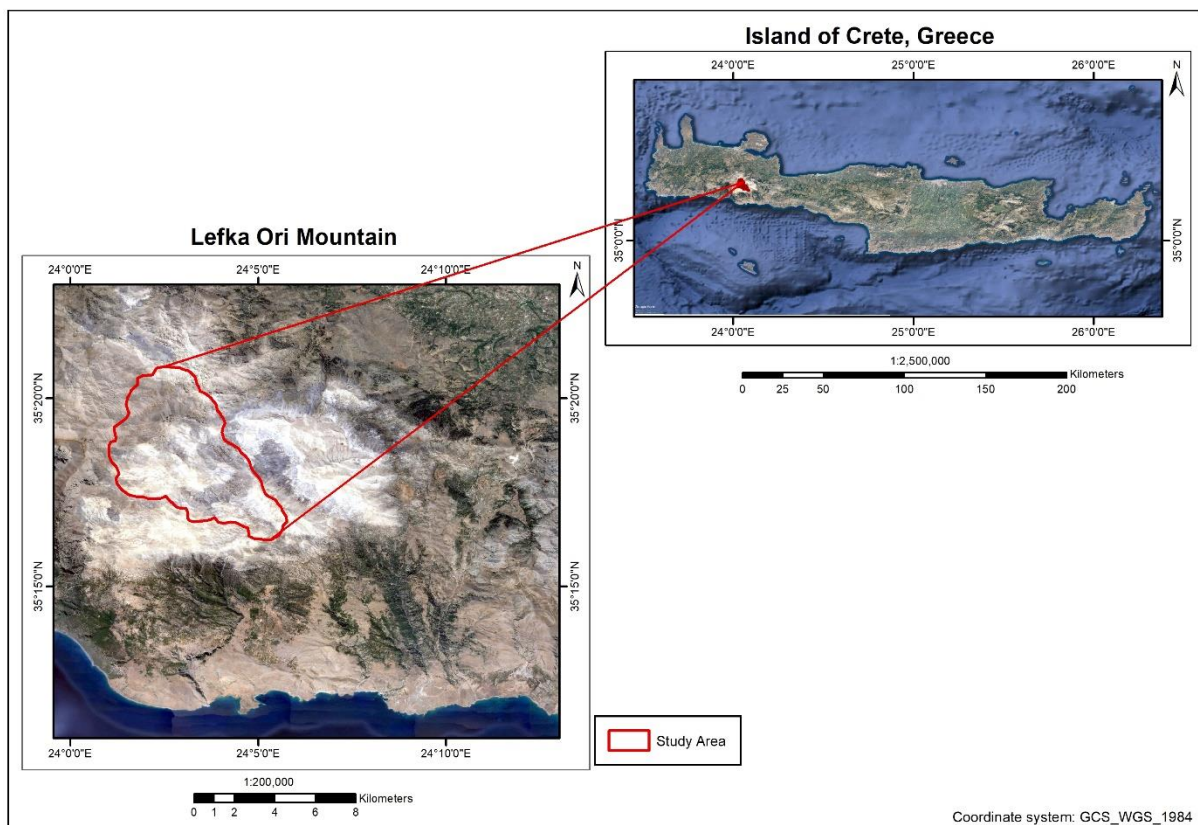 Island of Crete, Greece
24°0'0"E 25°0'0"E 26°0'0"E
N
35°0'0"N
35°0'0"N
24°0'0"E 25°0'0"E 26°0'0"E
1:2,500,000
Kilometers
0 25 50 100 150 200
Lefka Ori Mountain
24°0'0"E 24°5'0"E 24°10'0"E
N
35°20'0"N
35°20'0"N
35°15'0"N
35°15'0"N
24°0'0"E 24°5'0"E 24°10'0"E
Study Area
1:200,000
Kilometers
0 1 2 4 6 8
Coordinate system: GCS_WGS_1984